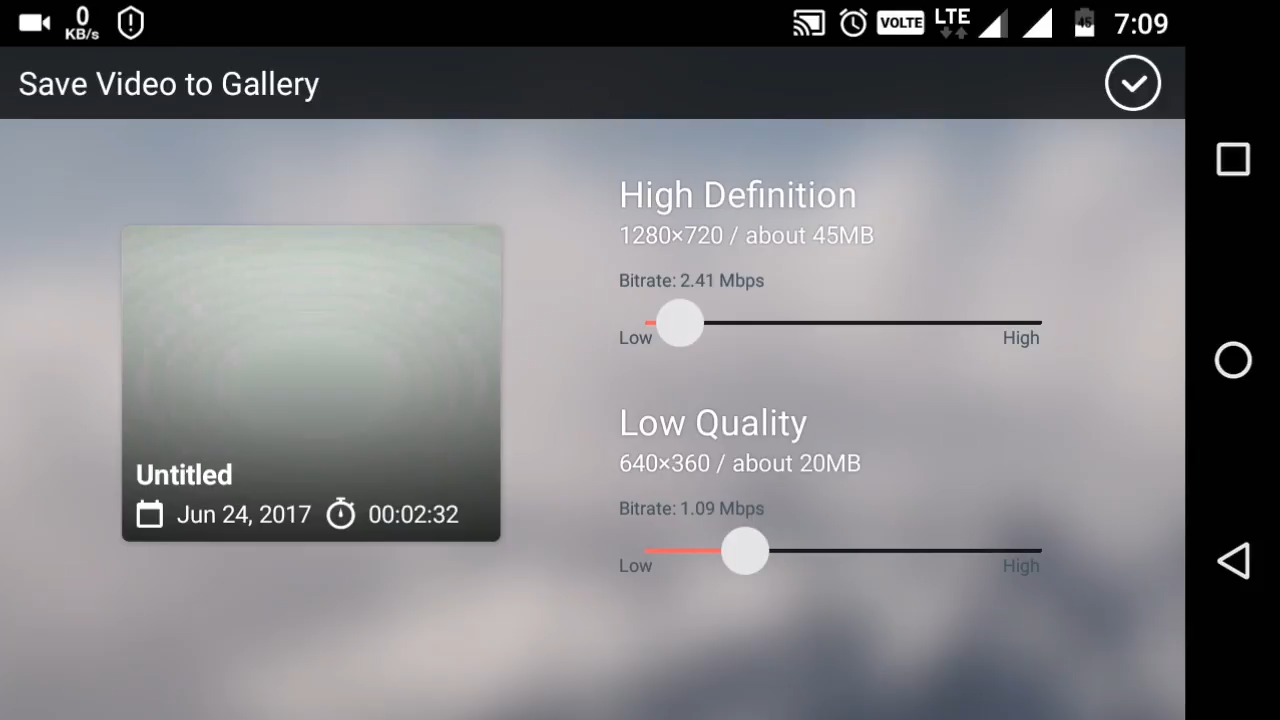 0
KB/s
VOLTE LTE 45 7:09
Save Video to Gallery
High Definition
1280×720 / about 45MB
Bitrate: 2.41 Mbps
Low High
Low Quality
640×360 / about 20MB
Bitrate: 1.09 Mbps
Low High
Untitled
Jun 24, 2017 00:02:32